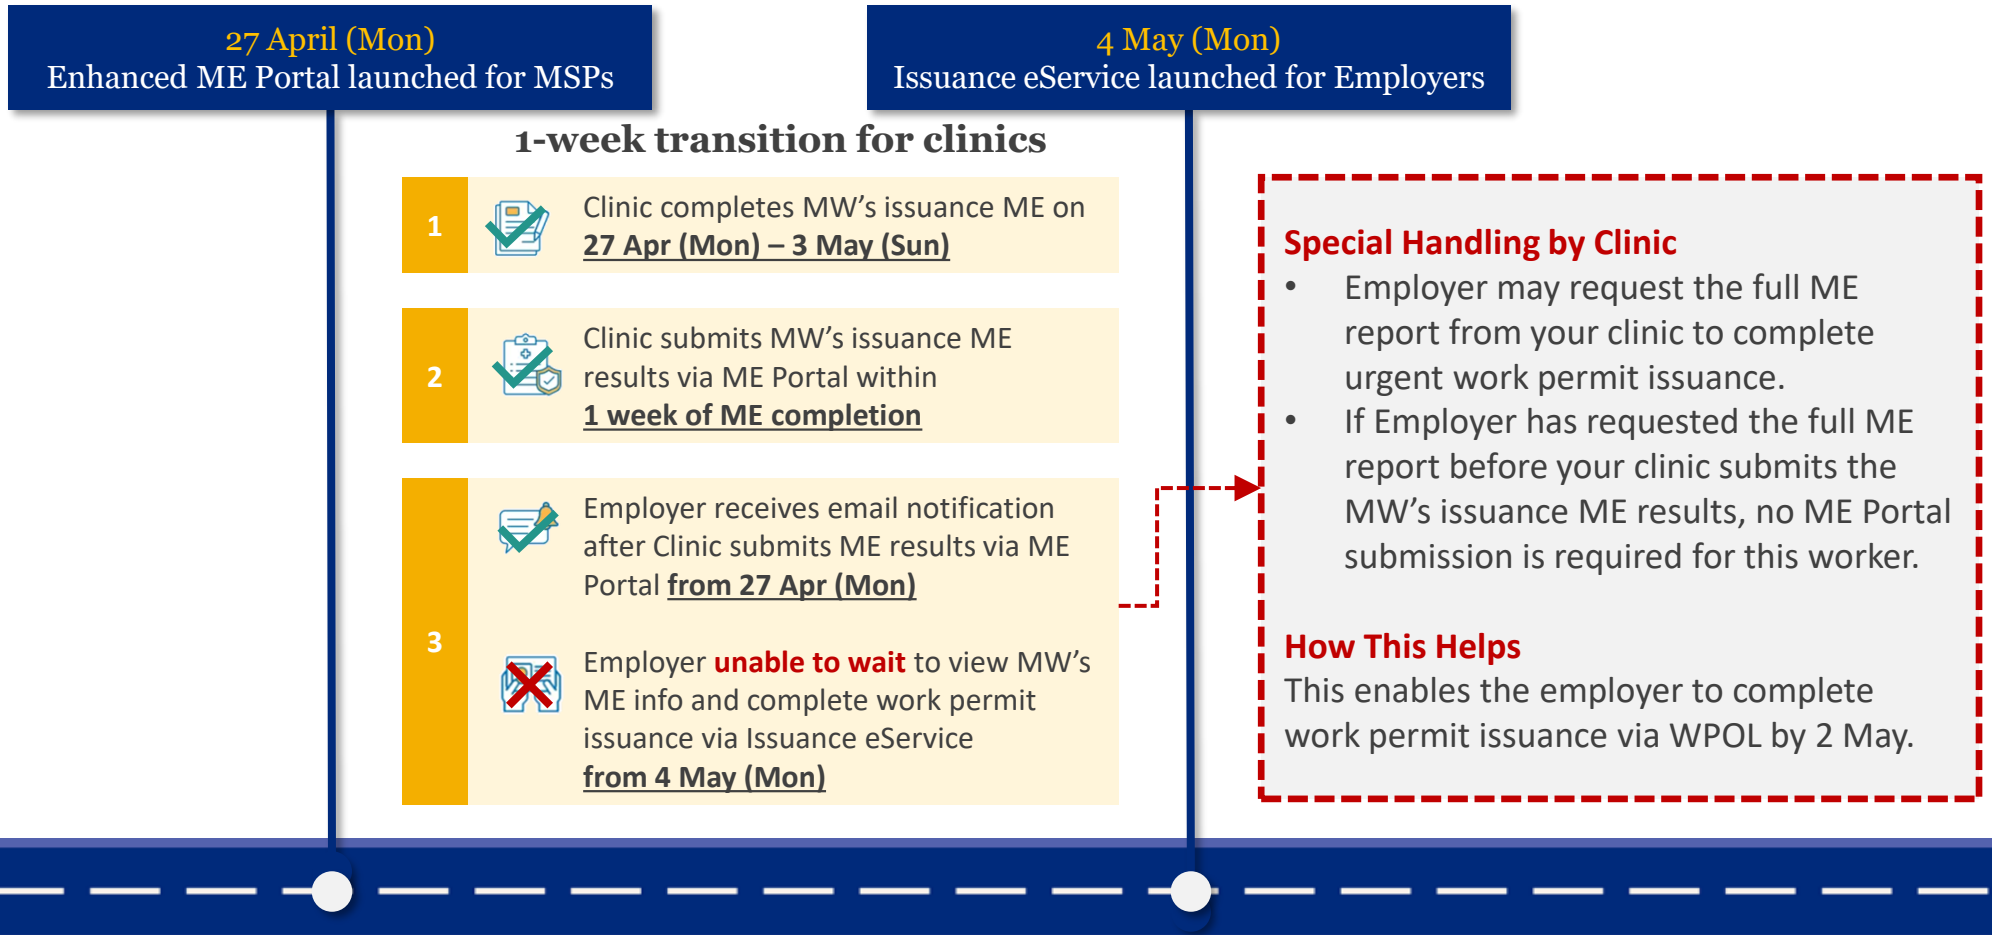 27 April (Mon)
Enhanced ME Portal launched for MSPs
4 May (Mon)
Issuance eService launched for Employers
1-week transition for clinics
1
Clinic completes MW's issuance ME on
27 Apr (Mon) – 3 May (Sun)
2
Clinic submits MW's issuance ME
results via ME Portal within
1 week of ME completion
3
Employer receives email notification
after Clinic submits ME results via ME
Portal from 27 Apr (Mon)
Employer unable to wait to view MW's
ME info and complete work permit
issuance via Issuance eService
from 4 May (Mon)
Special Handling by Clinic
• Employer may request the full ME
report from your clinic to complete
urgent work permit issuance.
• If Employer has requested the full ME
report before your clinic submits the
MW's issuance ME results, no ME Portal
submission is required for this worker.
How This Helps
This enables the employer to complete
work permit issuance via WPOL by 2 May.